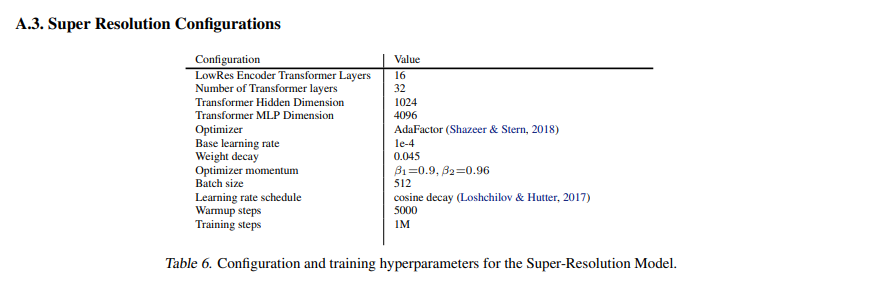 A.3. Super Resolution Configurations
Configuration Value
LowRes Encoder Transformer Layers 16
Number of Transformer layers 32
Transformer Hidden Dimension 1024
Transformer MLP Dimension 4096
Optimizer AdaFactor (Shazeer & Stern, 2018)
Base learning rate 1e-4
Weight decay 0.045
Optimizer momentum β₁=0.9, β₂=0.96
Batch size 512
Learning rate schedule cosine decay (Loshchilov & Hutter, 2017)
Warmup steps 5000
Training steps 1M
Table 6. Configuration and training hyperparameters for the Super-Resolution Model.